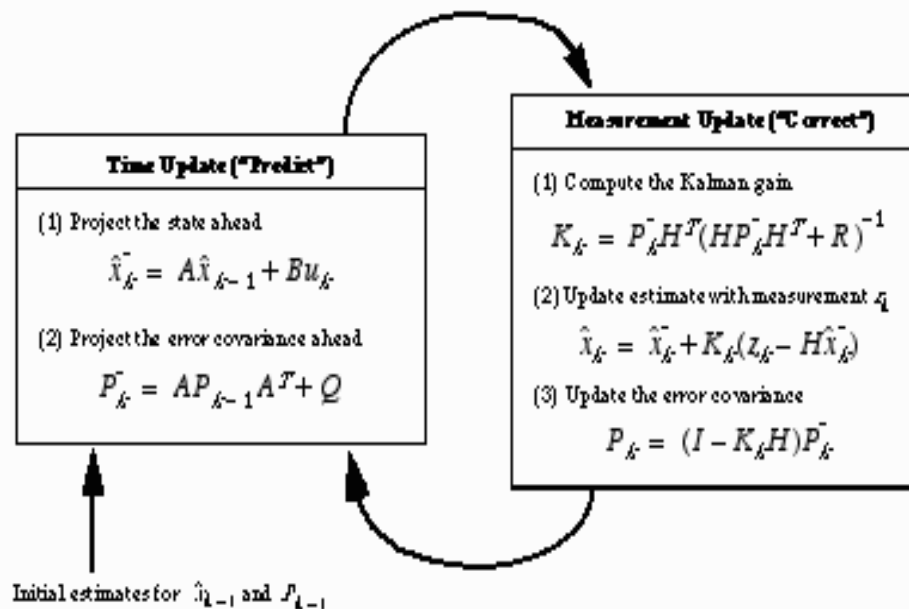 Time Update ("Predict")
(1) Project the state ahead
x̂⁻ₖ = Ax̂ₖ₋₁ + Buₖ
(2) Project the error covariance ahead
P⁻ₖ = APₖ₋₁Aᵀ + Q
Initial estimates for x̂ₖ₋₁ and Pₖ₋₁
Measurement Update ("Correct")
(1) Compute the Kalman gain
Kₖ = P⁻ₖHᵀ(HP⁻ₖHᵀ + R)⁻¹
(2) Update estimate with measurement zₖ
x̂ₖ = x̂⁻ₖ + Kₖ(zₖ − Hx̂⁻ₖ)
(3) Update the error covariance
Pₖ = (I − KₖH)P⁻ₖ